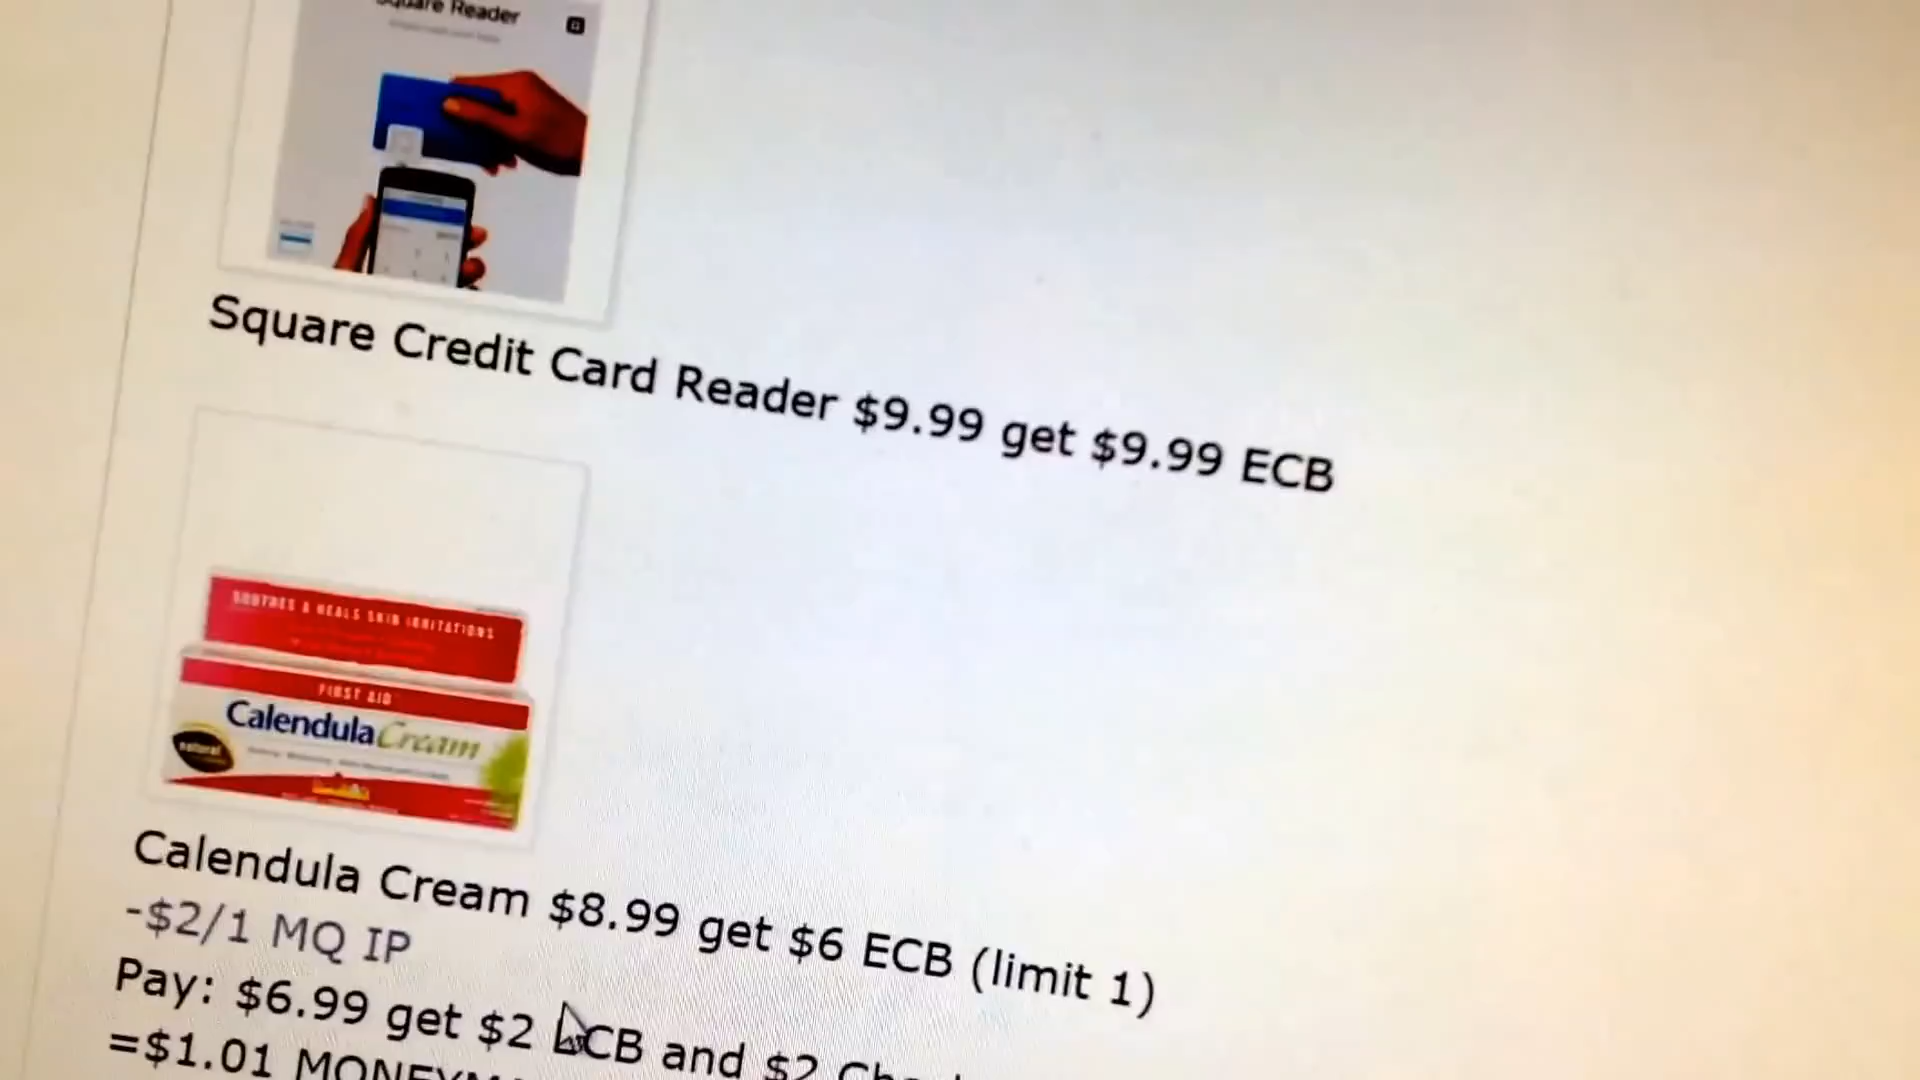 Square Reader
Square Credit Card Reader $9.99 get $9.99 ECB
SOOTHES & HEALS SKIN IRRITATIONS
FIRST AID
Calendula Cream
natural
Calendula Cream $8.99 get $6 ECB (limit 1)
-$2/1 MQ IP
Pay: $6.99 get $2 ECB and $2
=$1.01